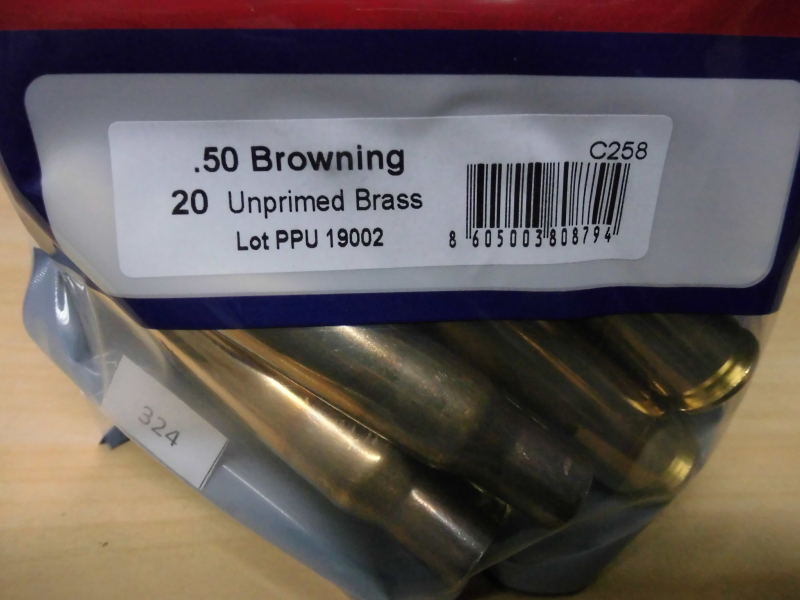 .50 Browning
C258
20 Unprimed Brass
Lot PPU 19002
8 605003 808794
324